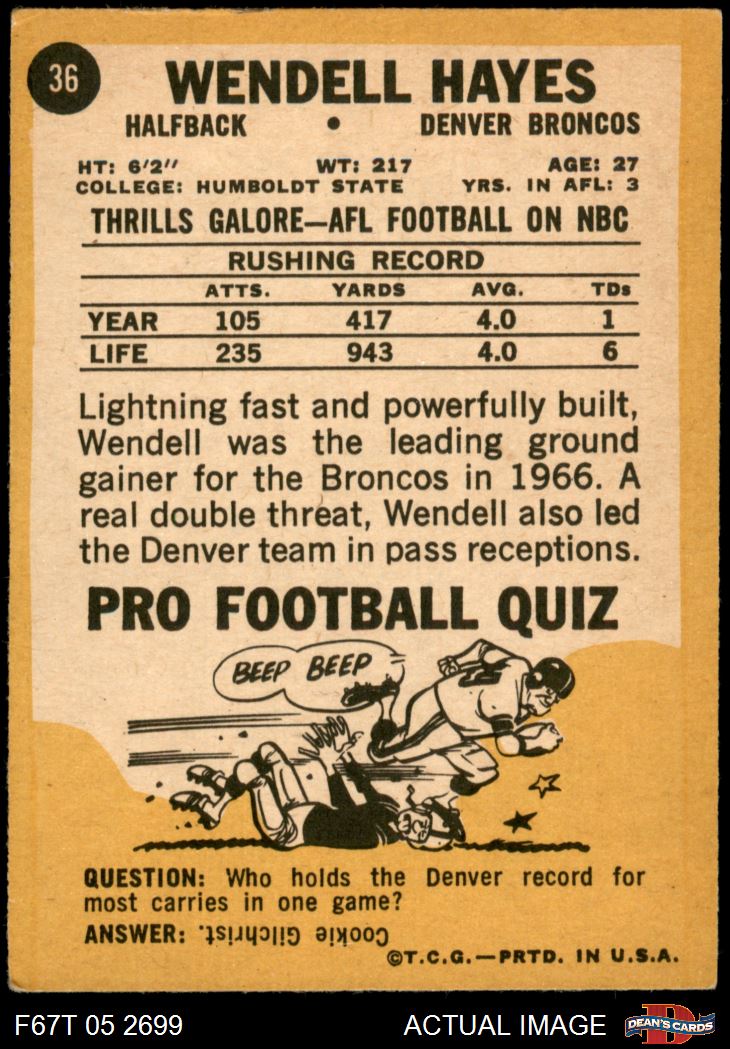 36
WENDELL HAYES
HALFBACK • DENVER BRONCOS
HT: 6'2" WT: 217 AGE: 27
COLLEGE: HUMBOLDT STATE YRS. IN AFL: 3
THRILLS GALORE—AFL FOOTBALL ON NBC
RUSHING RECORD
ATTS. YARDS AVG. TDs
YEAR 105 417 4.0 1
LIFE 235 943 4.0 6
Lightning fast and powerfully built,
Wendell was the leading ground
gainer for the Broncos in 1966. A
real double threat, Wendell also led
the Denver team in pass receptions.
PRO FOOTBALL QUIZ
BEEP BEEP
QUESTION: Who holds the Denver record for
most carries in one game?
ANSWER: Cookie Gilchrist.
©T.C.G.—PRTD. IN U.S.A.
F67T 05 2699 ACTUAL IMAGE
D
DEAN'S CARDS